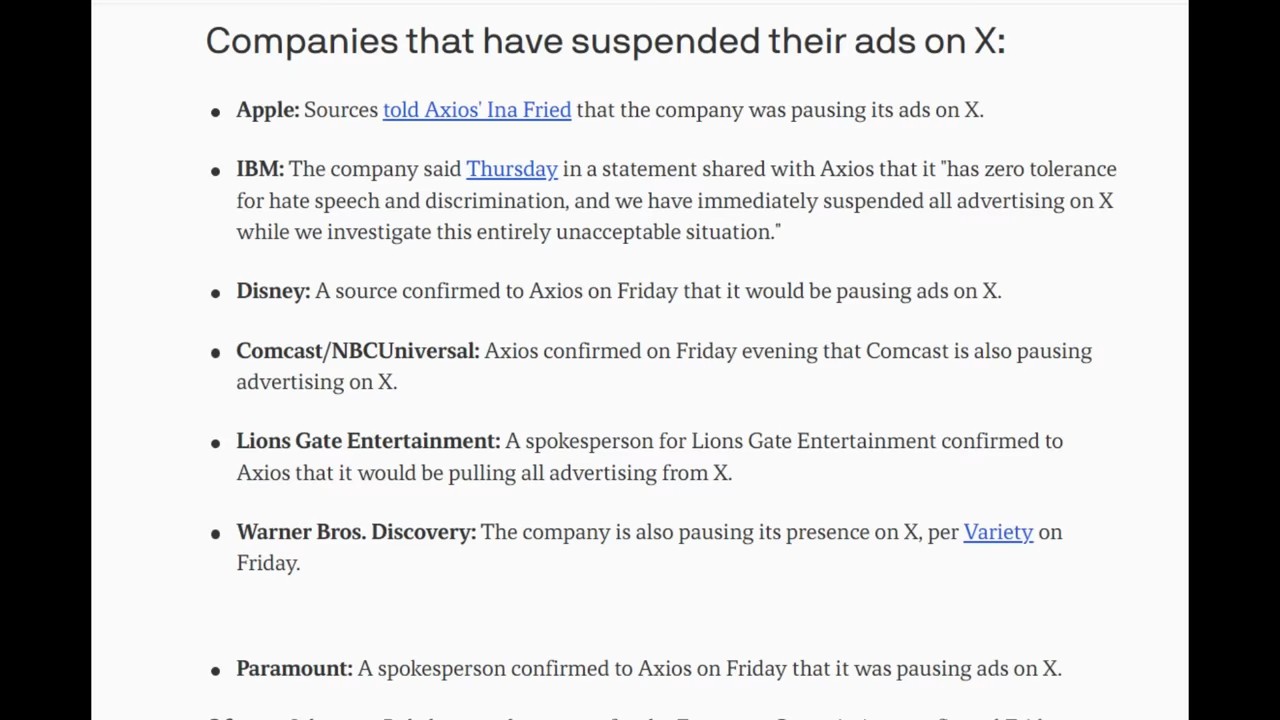 Companies that have suspended their ads on X:
Apple: Sources told Axios' Ina Fried that the company was pausing its ads on X.
IBM: The company said Thursday in a statement shared with Axios that it "has zero tolerance
for hate speech and discrimination, and we have immediately suspended all advertising on X
while we investigate this entirely unacceptable situation."
Disney: A source confirmed to Axios on Friday that it would be pausing ads on X.
Comcast/NBCUniversal: Axios confirmed on Friday evening that Comcast is also pausing
advertising on X.
Lions Gate Entertainment: A spokesperson for Lions Gate Entertainment confirmed to
Axios that it would be pulling all advertising from X.
Warner Bros. Discovery: The company is also pausing its presence on X, per Variety on
Friday.
Paramount: A spokesperson confirmed to Axios on Friday that it was pausing ads on X.